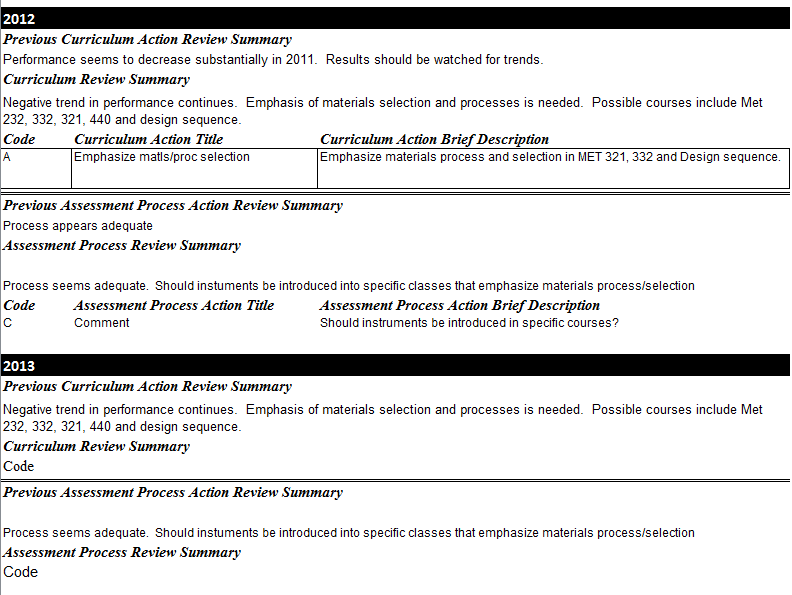 2012
Previous Curriculum Action Review Summary
Performance seems to decrease substantially in 2011.  Results should be watched for trends.
Curriculum Review Summary
Negative trend in performance continues.  Emphasis of materials selection and processes is needed.  Possible courses include Met
232, 332, 321, 440 and design sequence.
Code Curriculum Action Title Curriculum Action Brief Description
A Emphasize matls/proc selection Emphasize materials process and selection in MET 321, 332 and Design sequence.
Previous Assessment Process Action Review Summary
Process appears adequate
Assessment Process Review Summary
Process seems adequate.  Should instuments be introduced into specific classes that emphasize materials process/selection
Code Assessment Process Action Title Assessment Process Action Brief Description
C Comment Should instruments be introduced in specific courses?
2013
Previous Curriculum Action Review Summary
Negative trend in performance continues.  Emphasis of materials selection and processes is needed.  Possible courses include Met
232, 332, 321, 440 and design sequence.
Curriculum Review Summary
Code
Previous Assessment Process Action Review Summary
Process seems adequate.  Should instuments be introduced into specific classes that emphasize materials process/selection
Assessment Process Review Summary
Code